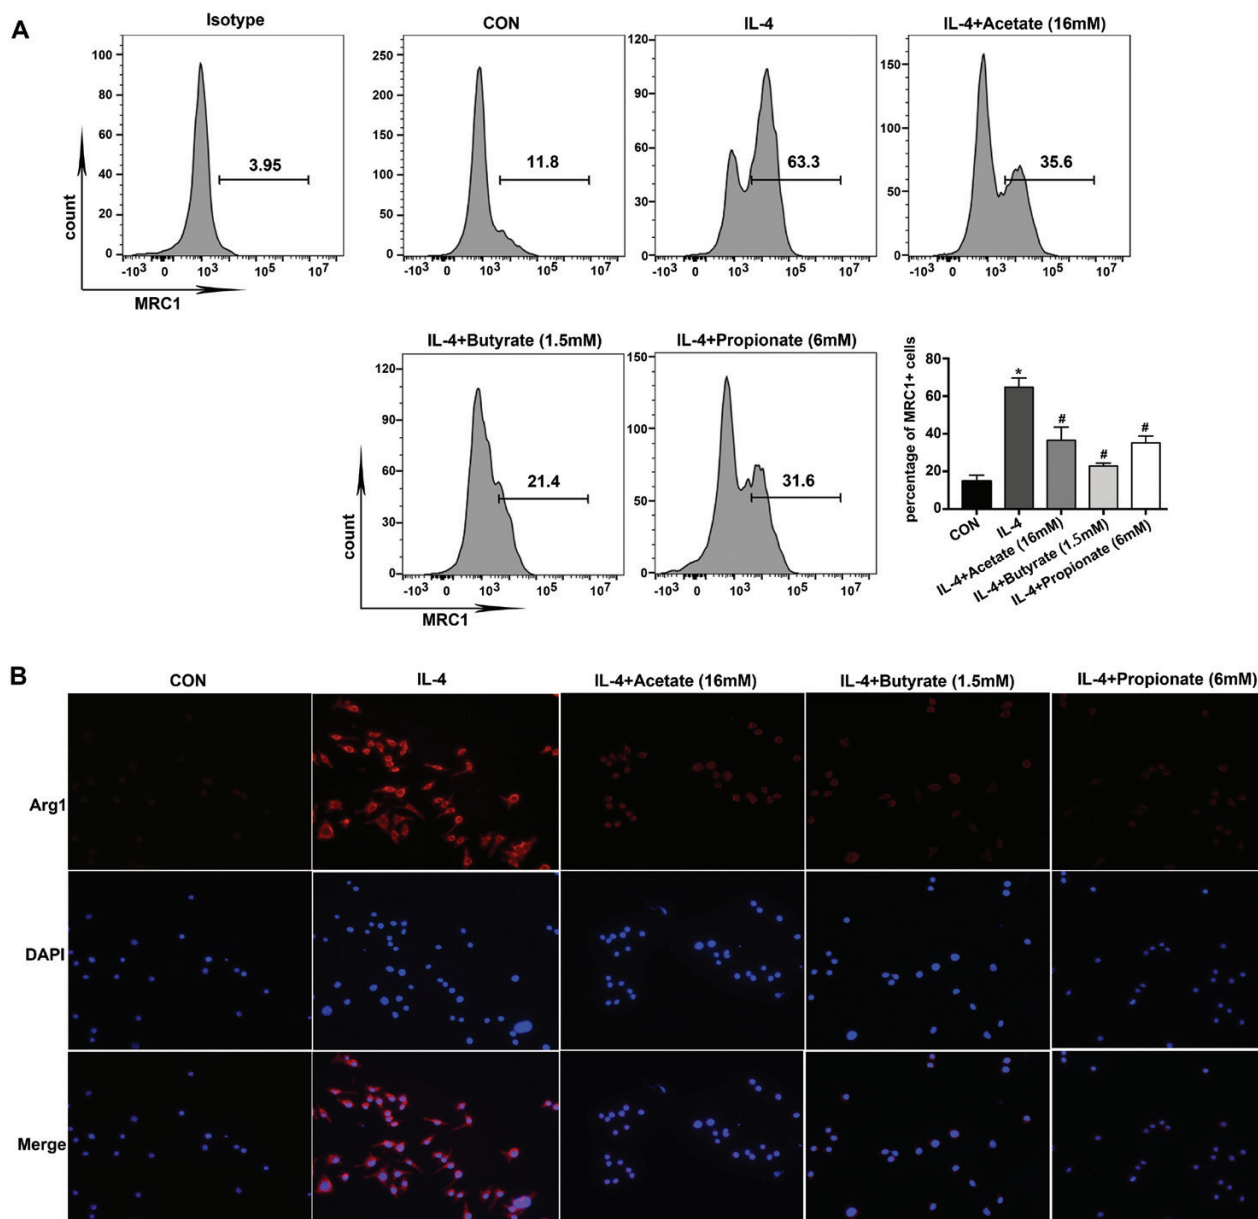 A
Isotype
CON
IL-4
IL-4+Acetate (16mM)
100
80
60
40
20
0
3.95
-10³ 0 10³ 10⁵ 10⁷
250
200
150
100
50
0
11.8
-10³ 0 10³ 10⁵ 10⁷
120
90
60
30
0
63.3
-10³ 0 10³ 10⁵ 10⁷
150
100
50
0
35.6
-10³ 0 10³ 10⁵ 10⁷
count
MRC1
IL-4+Butyrate (1.5mM)
IL-4+Propionate (6mM)
120
90
60
30
0
21.4
-10³ 0 10³ 10⁵ 10⁷
150
100
50
0
31.6
-10³ 0 10³ 10⁵ 10⁷
count
MRC1
percentage of MRC1+ cells
80
60
40
20
0
* # # #
CON
IL-4
IL-4+Acetate (16mM)
IL-4+Butyrate (1.5mM)
IL-4+Propionate (6mM)
B
CON
IL-4
IL-4+Acetate (16mM)
IL-4+Butyrate (1.5mM)
IL-4+Propionate (6mM)
Arg1
DAPI
Merge